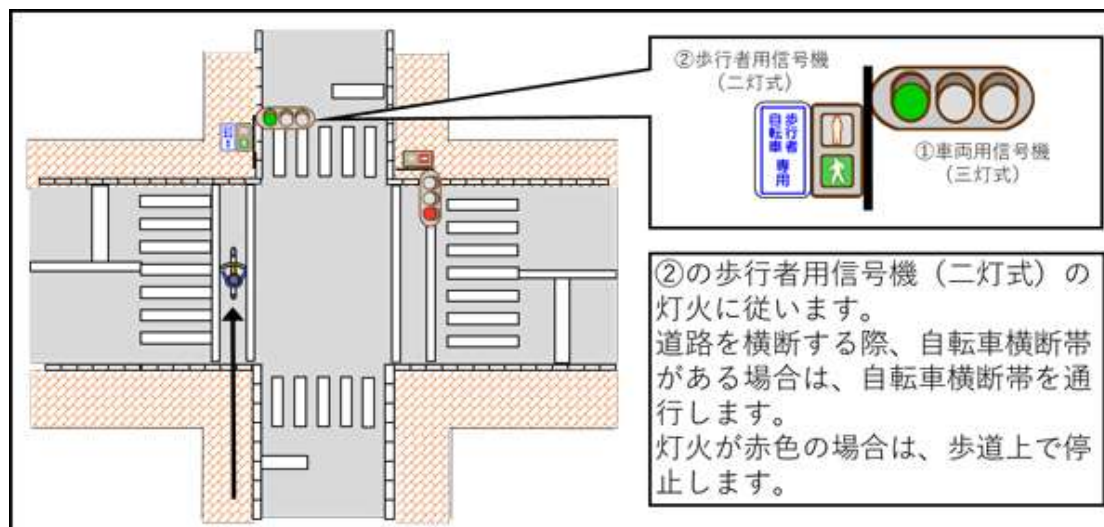 ②歩行者用信号機
(二灯式)
歩行者
自転車
専用
①車両用信号機
(三灯式)
②の歩行者用信号機（二灯式）の
灯火に従います。
道路を横断する際、自転車横断帯
がある場合は、自転車横断帯を通
行します。
灯火が赤色の場合は、歩道上で停
止します。